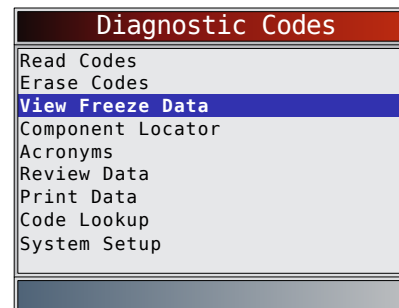 Diagnostic Codes
Read Codes
Erase Codes
View Freeze Data
Component Locator
Acronyms
Review Data
Print Data
Code Lookup
System Setup